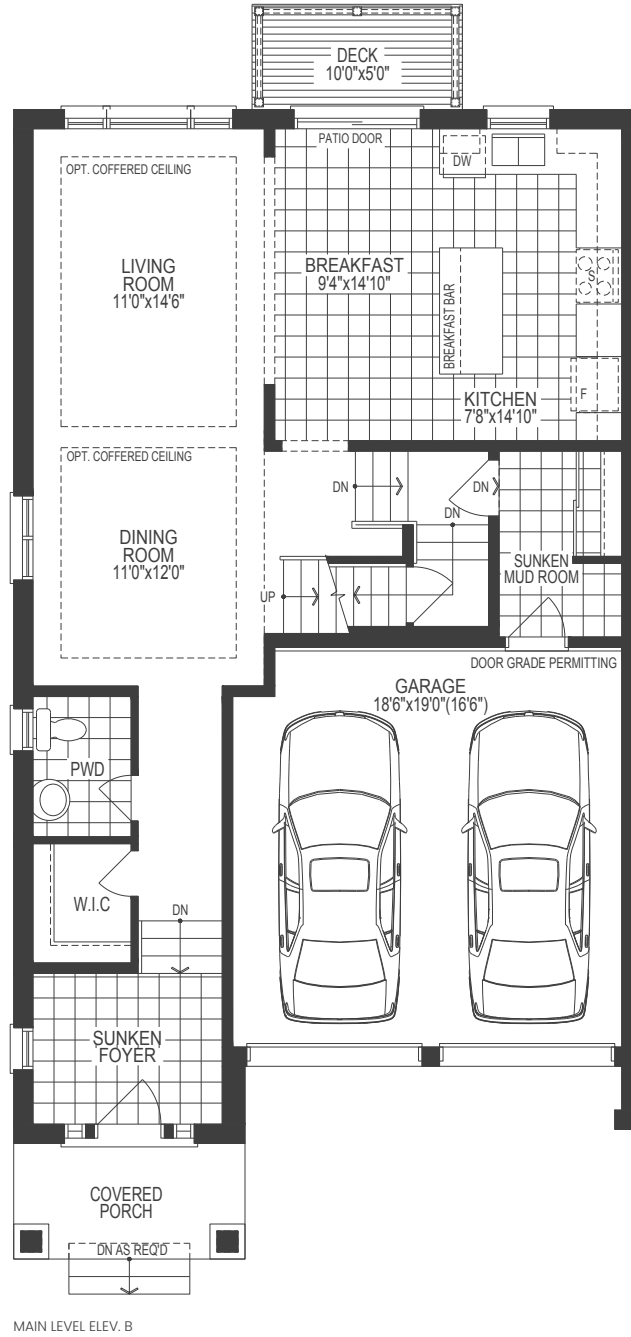 DECK
10'0"x5'0"
PATIO DOOR
DW
OPT. COFFERED CEILING
LIVING
ROOM
11'0"x14'6"
BREAKFAST
9'4"x14'10"
S
BREAKFAST BAR
F
KITCHEN
7'8"x14'10"
OPT. COFFERED CEILING
DN
DN
DN
DINING
ROOM
11'0"x12'0"
SUNKEN
MUD ROOM
UP
DOOR GRADE PERMITTING
GARAGE
18'6"x19'0"(16'6")
PWD
W.I.C
DN
SUNKEN
FOYER
COVERED
PORCH
DN AS REQ'D
MAIN LEVEL ELEV. B